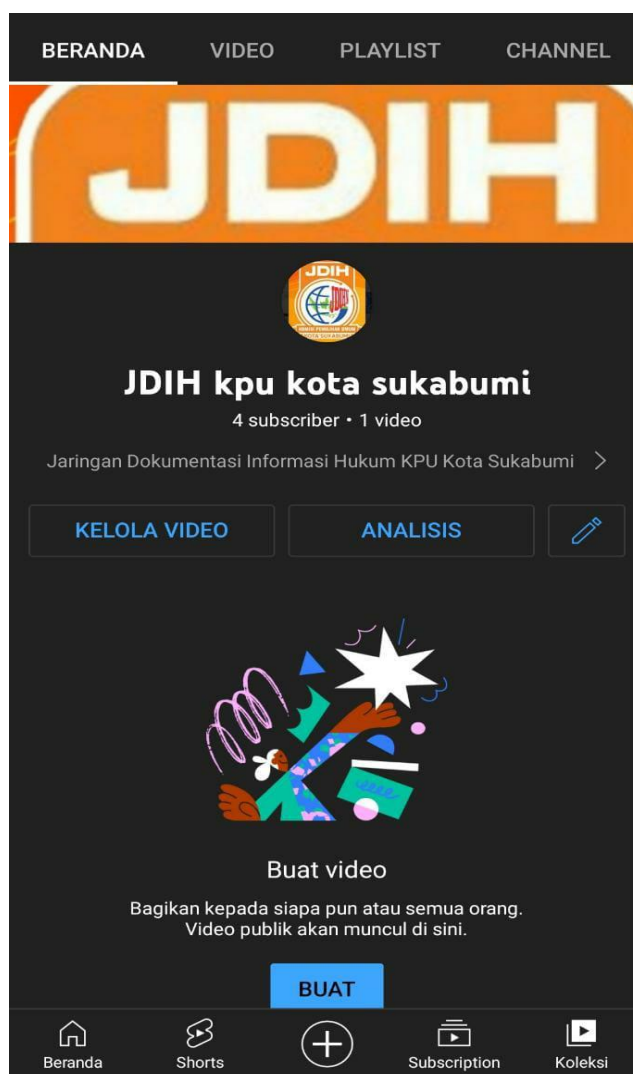 BERANDA VIDEO PLAYLIST CHANNEL
JDIH
JDIH
JDIH kpu kota sukabumi
4 subscriber • 1 video
Jaringan Dokumentasi Informasi Hukum KPU Kota Sukabumi
KELOLA VIDEO ANALISIS
Buat video
Bagikan kepada siapa pun atau semua orang.
Video publik akan muncul di sini.
BUAT
Beranda Shorts Subscription Koleksi